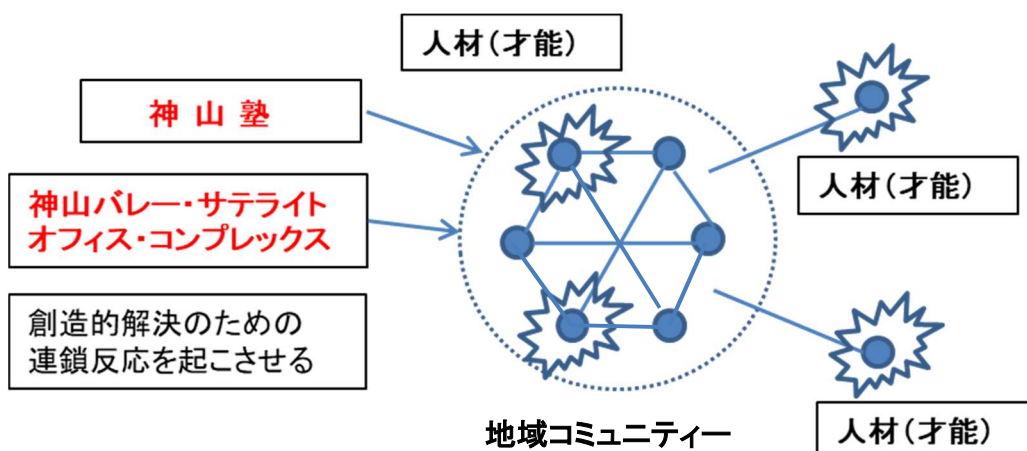 人材(才能)
神 山 塾
神山バレー・サテライト
オフィス・コンプレックス
創造的解決のための
連鎖反応を起こさせる
人材(才能)
人材(才能)
地域コミュニティー